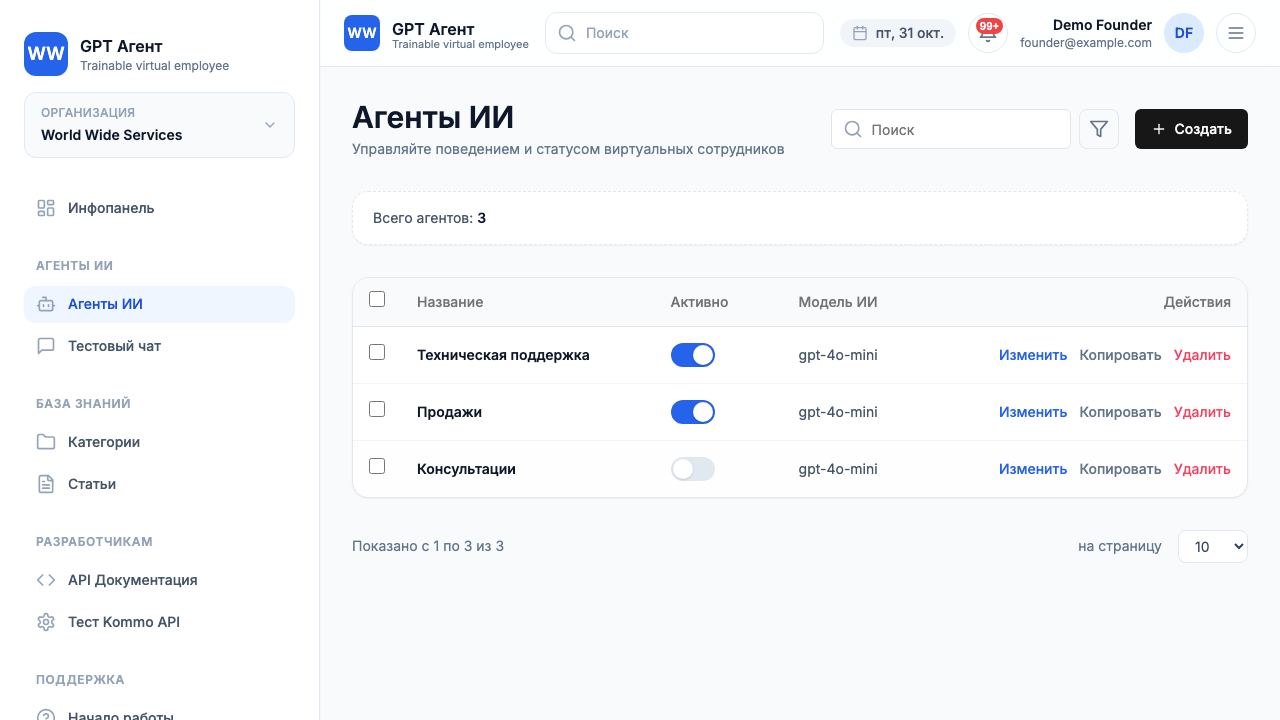 WW
GPT Агент
Trainable virtual employee
ОРГАНИЗАЦИЯ
World Wide Services
Инфопанель
АГЕНТЫ ИИ
Агенты ИИ
Тестовый чат
БАЗА ЗНАНИЙ
Категории
Статьи
РАЗРАБОТЧИКАМ
API Документация
Тест Kommo API
ПОДДЕРЖКА
Начало работы
WW
GPT Агент
Trainable virtual employee
Поиск
пт, 31 окт.
99+
Demo Founder
founder@example.com
DF
Агенты ИИ
Управляйте поведением и статусом виртуальных сотрудников
Поиск
Создать
Всего агентов: 3
Название Активно Модель ИИ Действия
Техническая поддержка gpt-4o-mini Изменить Копировать Удалить
Продажи gpt-4o-mini Изменить Копировать Удалить
Консультации gpt-4o-mini Изменить Копировать Удалить
Показано с 1 по 3 из 3
на страницу 10